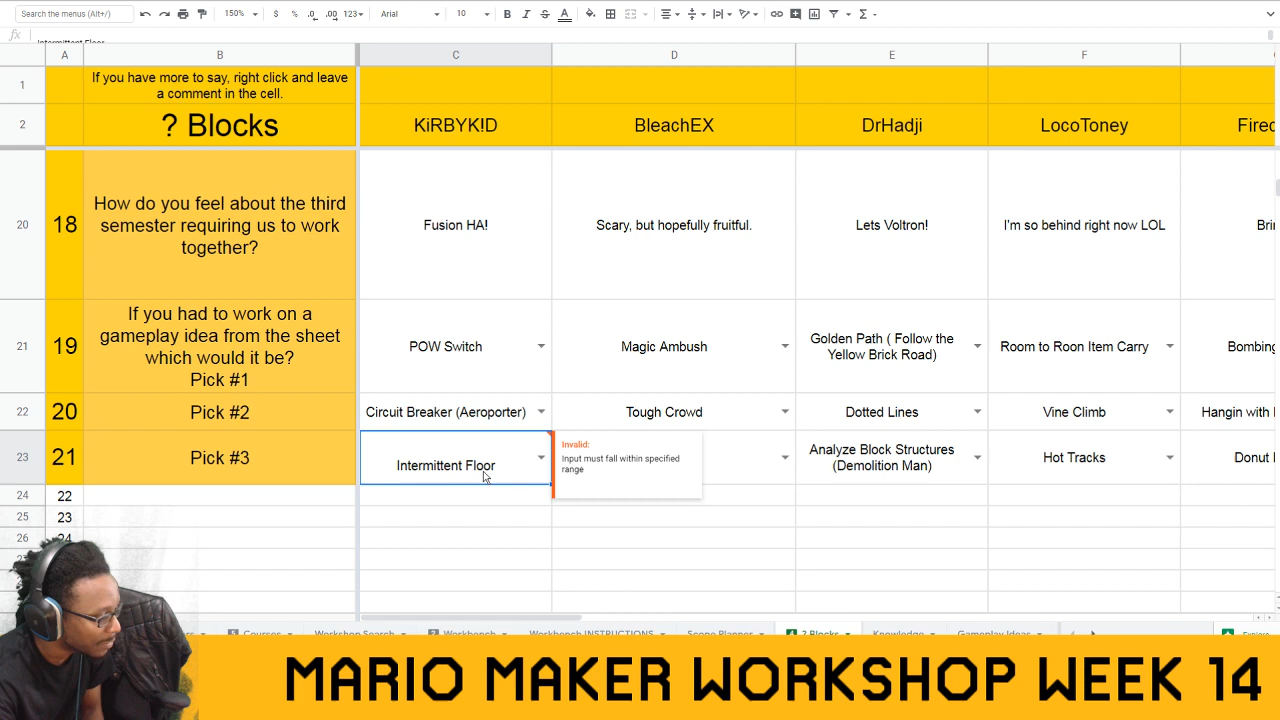 Search the menus (Alt+/)
150%
$
%
.0
.00
123
Arial
10
B
I
S
A
fx
A
B
C
D
E
F
1
If you have more to say, right click and leave
a comment in the cell.
2
? Blocks
KiRBYK!D
BleachEX
DrHadji
LocoToney
20
18
How do you feel about the third
semester requiring us to work
together?
Fusion HA!
Scary, but hopefully fruitful.
Lets Voltron!
I'm so behind right now LOL
21
19
If you had to work on a
gameplay idea from the sheet
which would it be?
Pick #1
POW Switch
Magic Ambush
Golden Path ( Follow the
Yellow Brick Road)
Room to Roon Item Carry
Bombing
22
20
Pick #2
Circuit Breaker (Aeroporter)
Tough Crowd
Dotted Lines
Vine Climb
23
21
Pick #3
Intermittent Floor
Invalid:
Input must fall within specified
range
Analyze Block Structures
(Demolition Man)
Hot Tracks
Donut
24
22
25
23
26
24
Courses
Workshop Search
Workbench
Workbench INSTRUCTIONS
Scope Planner
? Blocks
Knowledge
Gameplay Ideas
Explore
MARIO MAKER WORKSHOP WEEK 14